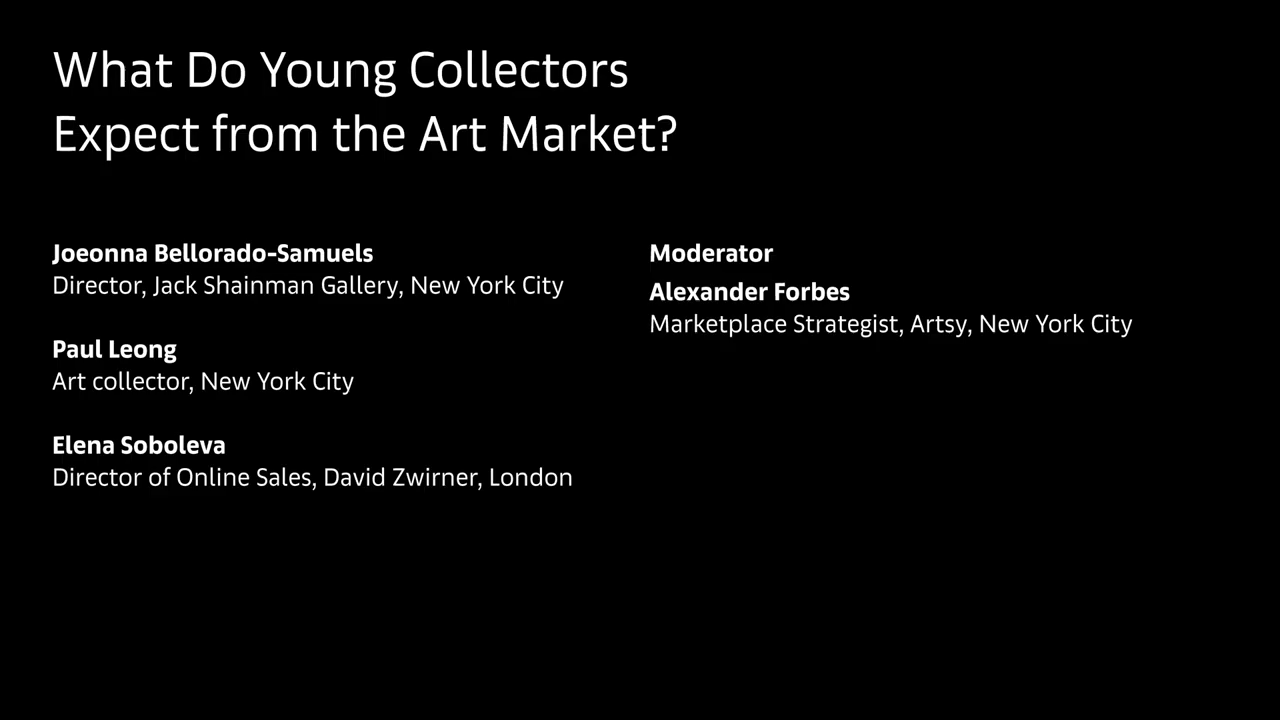 What Do Young Collectors
Expect from the Art Market?
Joeonna Bellorado-Samuels
Director, Jack Shainman Gallery, New York City
Paul Leong
Art collector, New York City
Elena Soboleva
Director of Online Sales, David Zwirner, London
Moderator
Alexander Forbes
Marketplace Strategist, Artsy, New York City